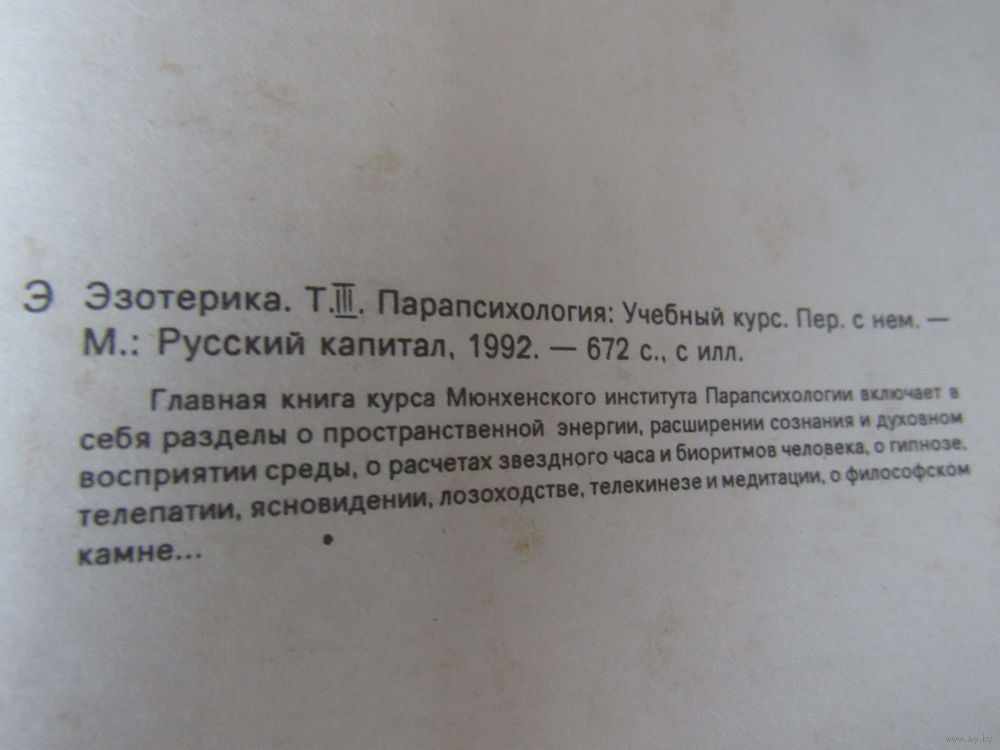 Э Эзотерика. Т.III. Парапсихология: Учебный курс. Пер. с нем. —
М.: Русский капитал, 1992. — 672 с., с илл.
Главная книга курса Мюнхенского института Парапсихологии включает в
себя разделы о пространственной энергии, расширении сознания и духовном
восприятии среды, о расчетах звездного часа и биоритмов человека, о гипнозе,
телепатии, ясновидении, лозоходстве, телекинезе и медитации, о философском
камне...
www.ay.by